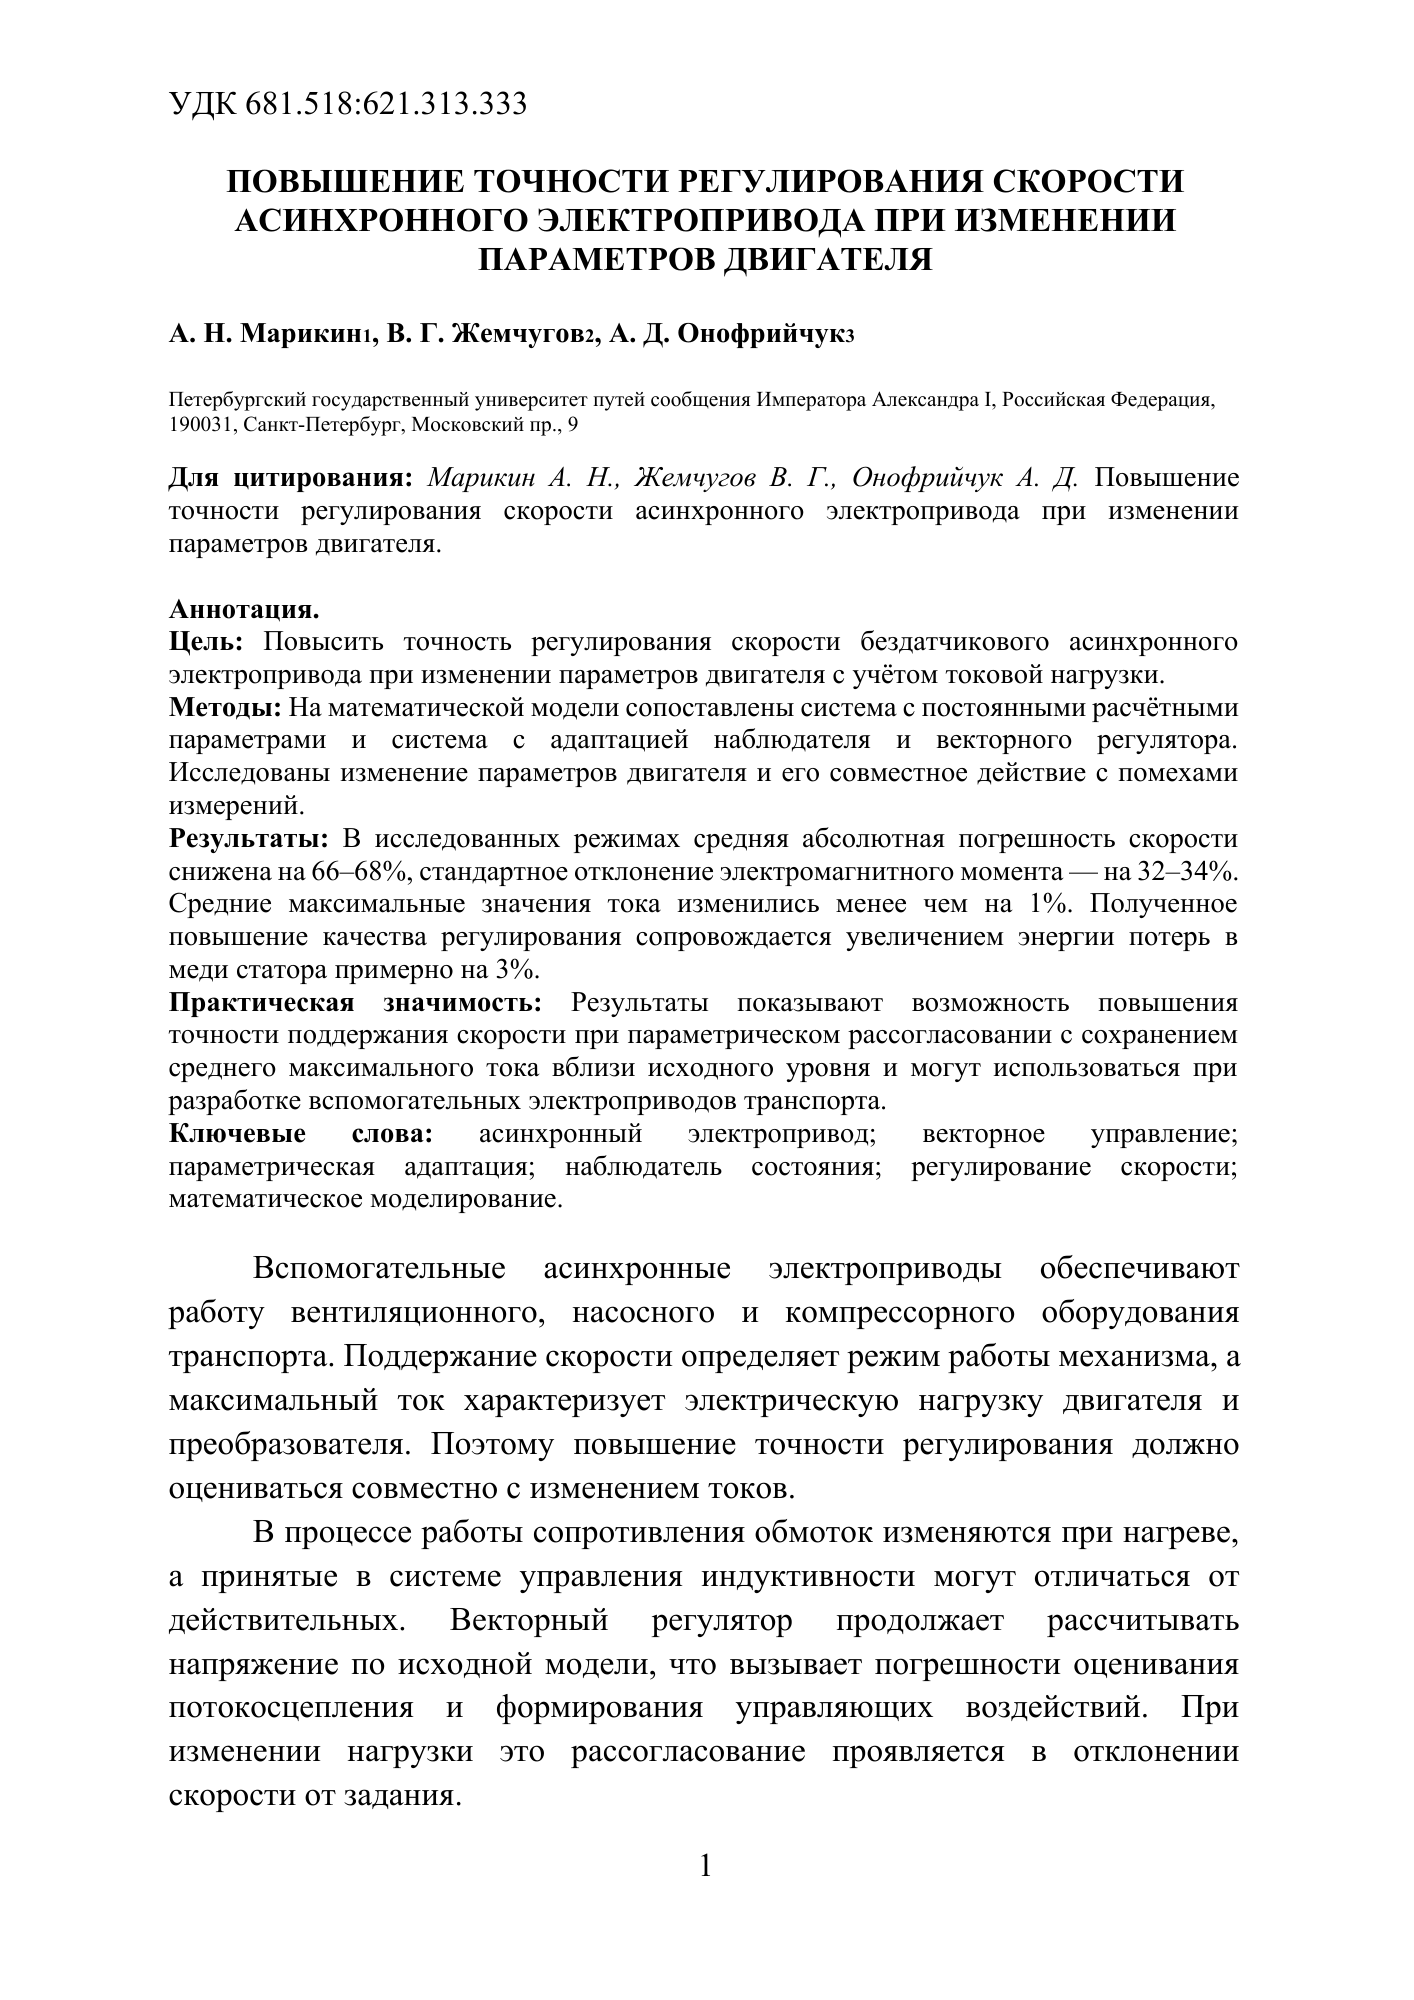 УДК 681.518:621.313.333
ПОВЫШЕНИЕ ТОЧНОСТИ РЕГУЛИРОВАНИЯ СКОРОСТИ
АСИНХРОННОГО ЭЛЕКТРОПРИВОДА ПРИ ИЗМЕНЕНИИ
ПАРАМЕТРОВ ДВИГАТЕЛЯ
А. Н. Марикин1, В. Г. Жемчугов2, А. Д. Онофрийчук3
Петербургский государственный университет путей сообщения Императора Александра I, Российская Федерация,
190031, Санкт-Петербург, Московский пр., 9
Для цитирования: Марикин А. Н., Жемчугов В. Г., Онофрийчук А. Д. Повышение
точности регулирования скорости асинхронного электропривода при изменении
параметров двигателя.
Аннотация.
Цель: Повысить точность регулирования скорости бездатчикового асинхронного
электропривода при изменении параметров двигателя с учётом токовой нагрузки.
Методы: На математической модели сопоставлены система с постоянными расчётными
параметрами и система с адаптацией наблюдателя и векторного регулятора.
Исследованы изменение параметров двигателя и его совместное действие с помехами
измерений.
Результаты: В исследованных режимах средняя абсолютная погрешность скорости
снижена на 66–68%, стандартное отклонение электромагнитного момента — на 32–34%.
Средние максимальные значения тока изменились менее чем на 1%. Полученное
повышение качества регулирования сопровождается увеличением энергии потерь в
меди статора примерно на 3%.
Практическая значимость: Результаты показывают возможность повышения
точности поддержания скорости при параметрическом рассогласовании с сохранением
среднего максимального тока вблизи исходного уровня и могут использоваться при
разработке вспомогательных электроприводов транспорта.
Ключевые слова: асинхронный электропривод; векторное управление;
параметрическая адаптация; наблюдатель состояния; регулирование скорости;
математическое моделирование.
Вспомогательные асинхронные электроприводы обеспечивают
работу вентиляционного, насосного и компрессорного оборудования
транспорта. Поддержание скорости определяет режим работы механизма, а
максимальный ток характеризует электрическую нагрузку двигателя и
преобразователя. Поэтому повышение точности регулирования должно
оцениваться совместно с изменением токов.
В процессе работы сопротивления обмоток изменяются при нагреве,
а принятые в системе управления индуктивности могут отличаться от
действительных. Векторный регулятор продолжает рассчитывать
напряжение по исходной модели, что вызывает погрешности оценивания
потокосцепления и формирования управляющих воздействий. При
изменении нагрузки это рассогласование проявляется в отклонении
скорости от задания.
1